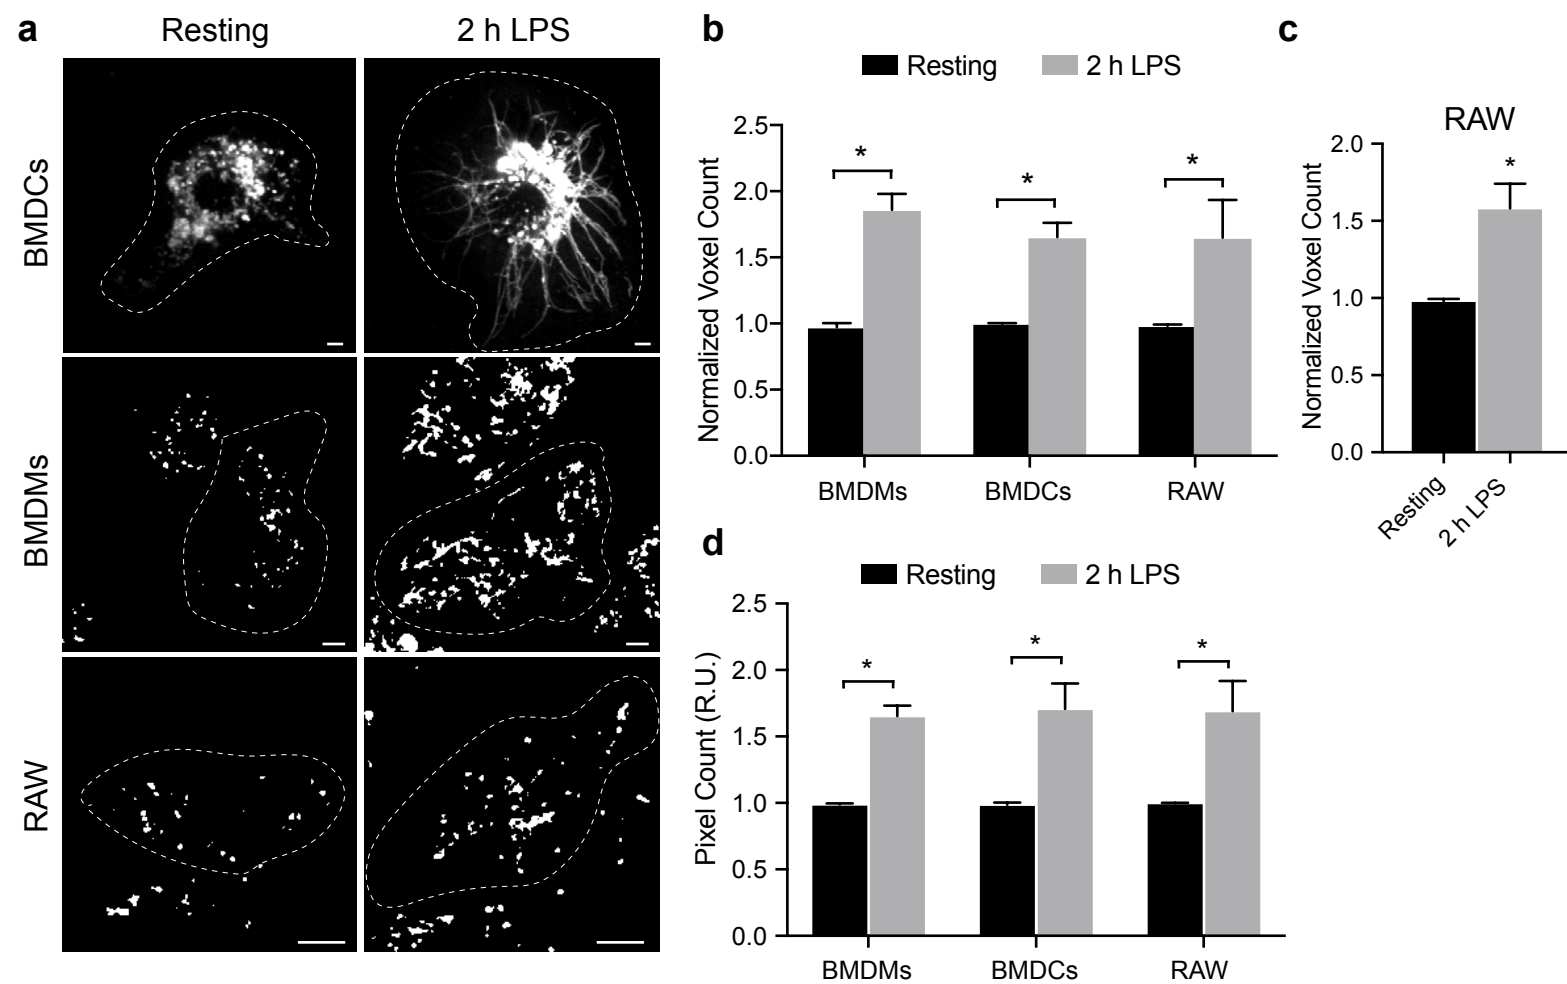 a
Resting
2 h LPS
BMDCs
BMDMs
RAW
b
Resting
2 h LPS
Normalized Voxel Count
2.5
2.0
1.5
1.0
0.5
0.0
*
*
*
BMDMs
BMDCs
RAW
c
RAW
Normalized Voxel Count
2.0
1.5
1.0
0.5
0.0
*
Resting
2 h LPS
d
Resting
2 h LPS
Pixel Count (R.U.)
2.5
2.0
1.5
1.0
0.5
0.0
*
*
*
BMDMs
BMDCs
RAW